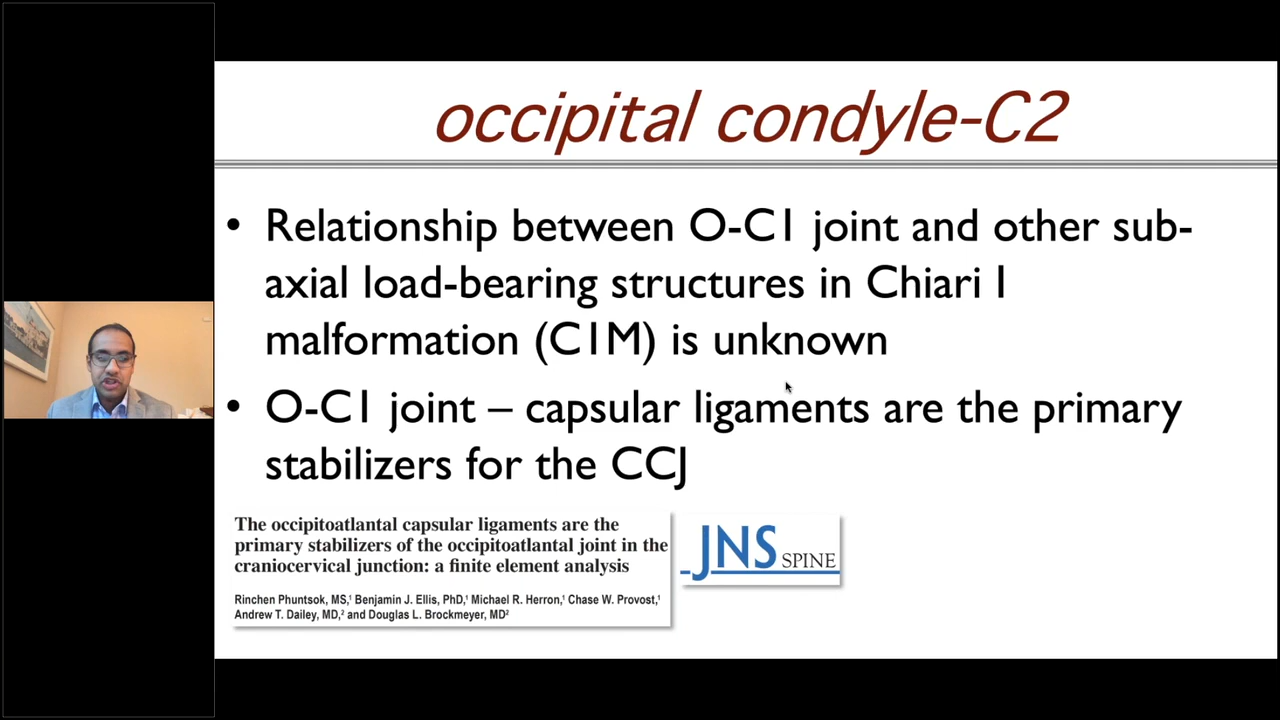 occipital condyle-C2
• Relationship between O-C1 joint and other sub-
axial load-bearing structures in Chiari I
malformation (C1M) is unknown
• O-C1 joint – capsular ligaments are the primary
stabilizers for the CCJ
The occipitoatlantal capsular ligaments are the
primary stabilizers of the occipitoatlantal joint in the
craniocervical junction: a finite element analysis
Rinchen Phuntsok, MS,¹ Benjamin J. Ellis, PhD,¹ Michael R. Herron,¹ Chase W. Provost,¹
Andrew T. Dailey, MD,² and Douglas L. Brockmeyer, MD²
JNS SPINE